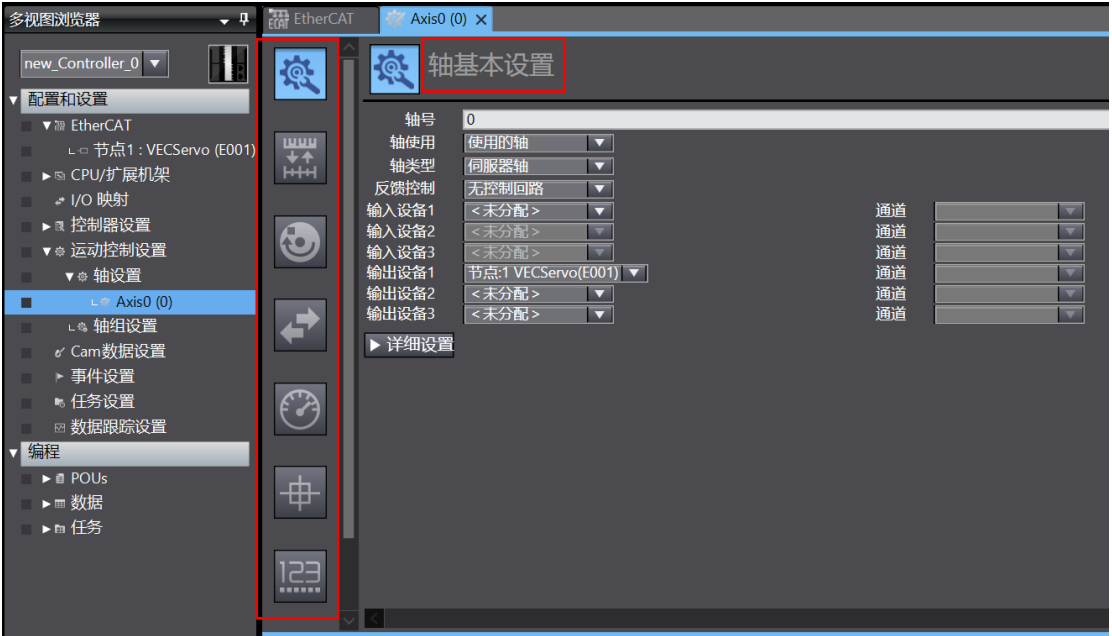 多视图浏览器
new_Controller_0
配置和设置
EtherCAT
节点1 : VECServo (E001)
CPU/扩展机架
I/O 映射
控制器设置
运动控制设置
轴设置
Axis0 (0)
轴组设置
Cam数据设置
事件设置
任务设置
数据跟踪设置
编程
POUs
数据
任务
ECAT EtherCAT
Axis0 (0)
123
轴基本设置
轴号 0
轴使用 使用的轴
轴类型 伺服器轴
反馈控制 无控制回路
输入设备1 <未分配> 通道
输入设备2 <未分配> 通道
输入设备3 <未分配> 通道
输出设备1 节点:1 VECServo(E001) 通道
输出设备2 <未分配> 通道
输出设备3 <未分配> 通道
详细设置